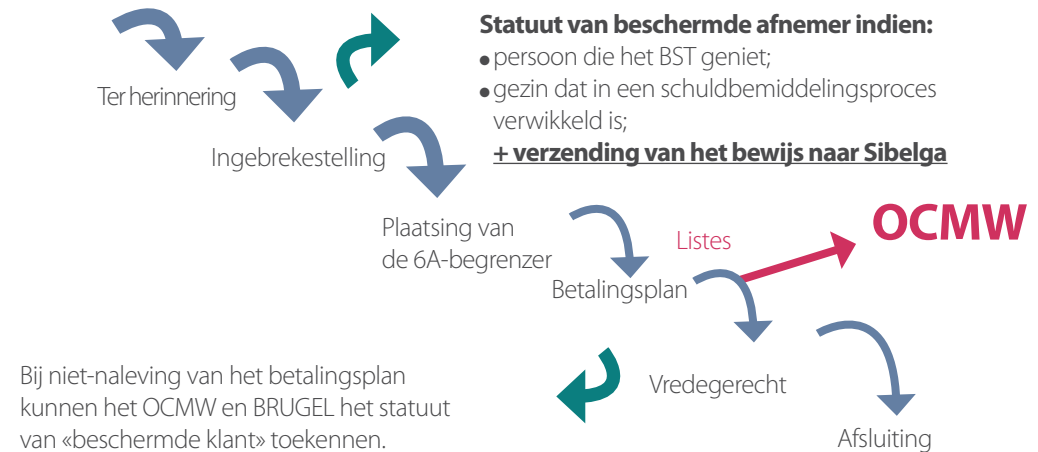 Statuut van beschermde afnemer indien:
● persoon die het BST geniet;
● gezin dat in een schuldbemiddelingsproces
verwikkeld is;
+ verzending van het bewijs naar Sibelga
Ter herinnering
Ingebrekestelling
Plaatsing van
de 6A-begrenzer
Betalingsplan
Listes
OCMW
Vredegerecht
Afsluiting
Bij niet-naleving van het betalingsplan
kunnen het OCMW en BRUGEL het statuut
van «beschermde klant» toekennen.